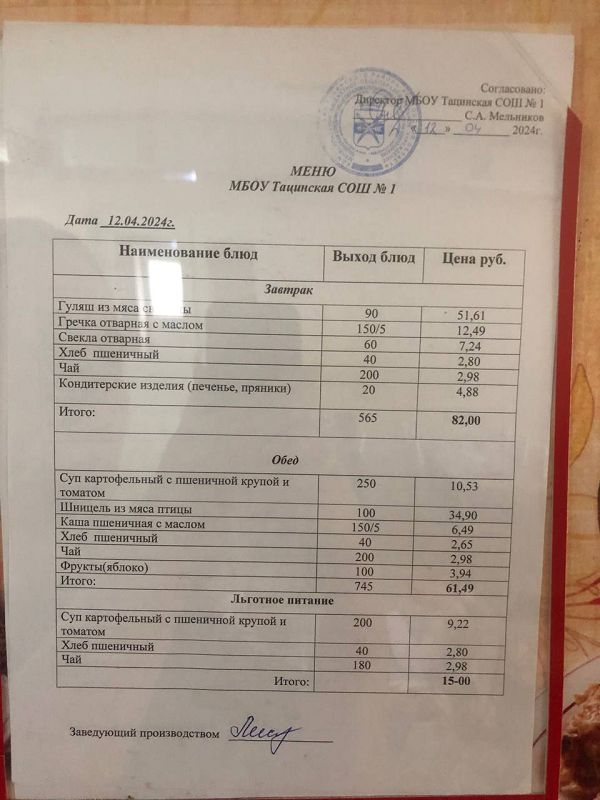 Согласовано:
Директор МБОУ Тацинская СОШ № 1
С.А. Мельников
« 12 » 04 2024г.
МЕНЮ
МБОУ Тацинская СОШ № 1
Дата 12.04.2024г.
Наименование блюд Выход блюд Цена руб.
Завтрак
Гуляш из мяса 90 51,61
Гречка отварная с маслом 150/5 12,49
Свекла отварная 60 7,24
Хлеб пшеничный 40 2,80
Чай 200 2,98
Кондитерские изделия (печенье, пряники) 20 4,88
Итого: 565 82,00
Обед
Суп картофельный с пшеничной крупой и 250 10,53
томатом
Шницель из мяса птицы 100 34,90
Каша пшеничная с маслом 150/5 6,49
Хлеб пшеничный 40 2,65
Чай 200 2,98
Фрукты(яблоко) 100 3,94
Итого: 745 61,49
Льготное питание
Суп картофельный с пшеничной крупой и 200 9,22
томатом
Хлеб пшеничный 40 2,80
Чай 180 2,98
Итого: 15-00
Заведующий производством